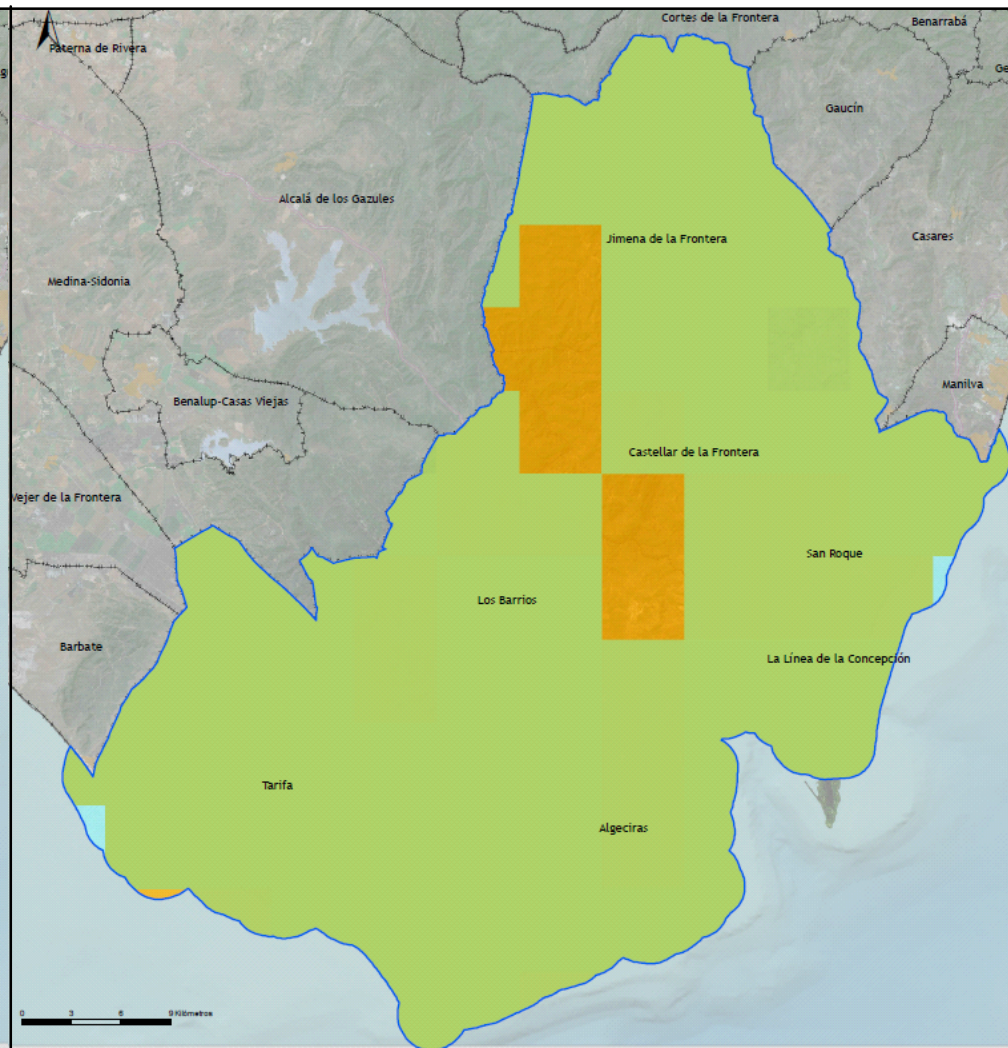 Cortes de la Frontera
Benarrabá
Paterna de Rivera
Gaucín
Alcalá de los Gazules
Casares
Jimena de la Frontera
Medina-Sidonia
Manilva
Benalup-Casas Viejas
Castellar de la Frontera
Vejer de la Frontera
San Roque
Los Barrios
Barbate
La Línea de la Concepción
Tarifa
Algeciras
0 3 6 9 Kilómetros